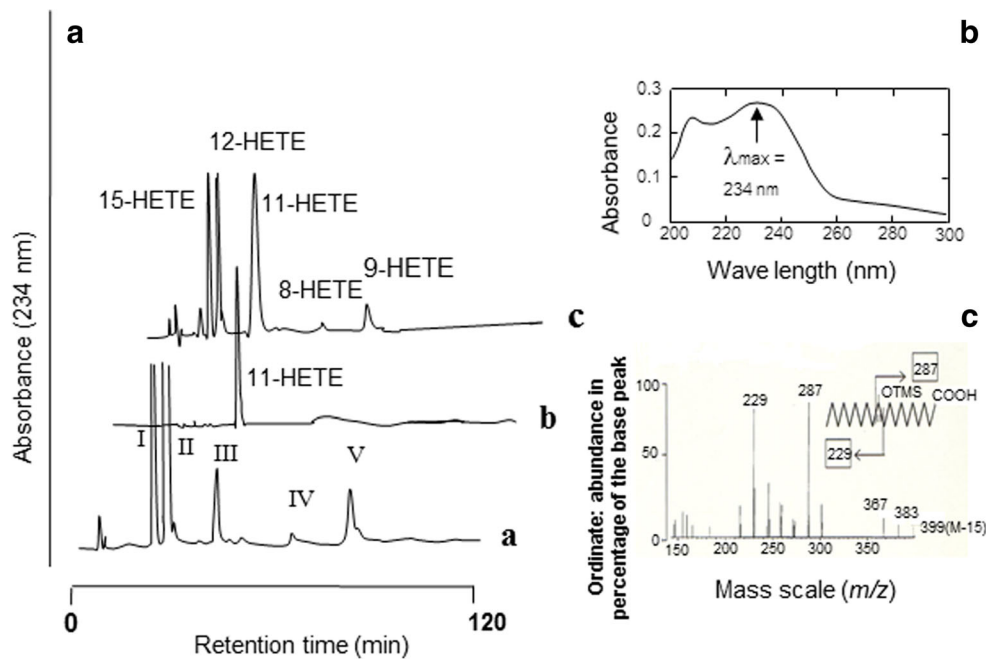 a
12-HETE
15-HETE
11-HETE
8-HETE
9-HETE
c
11-HETE
b
I
II
III
IV
V
a
Absorbance (234 nm)
0
120
Retention time (min)
b
0.3
0.2
0.1
0
λmax =
234 nm
Absorbance
200 220 240 260 280 300
Wave length (nm)
c
100
50
0
229
287
287
OTMS
COOH
229
367
383
399(M-15)
150 200 250 300 350
Ordinate: abundance in
percentage of the base peak
Mass scale (m/z)